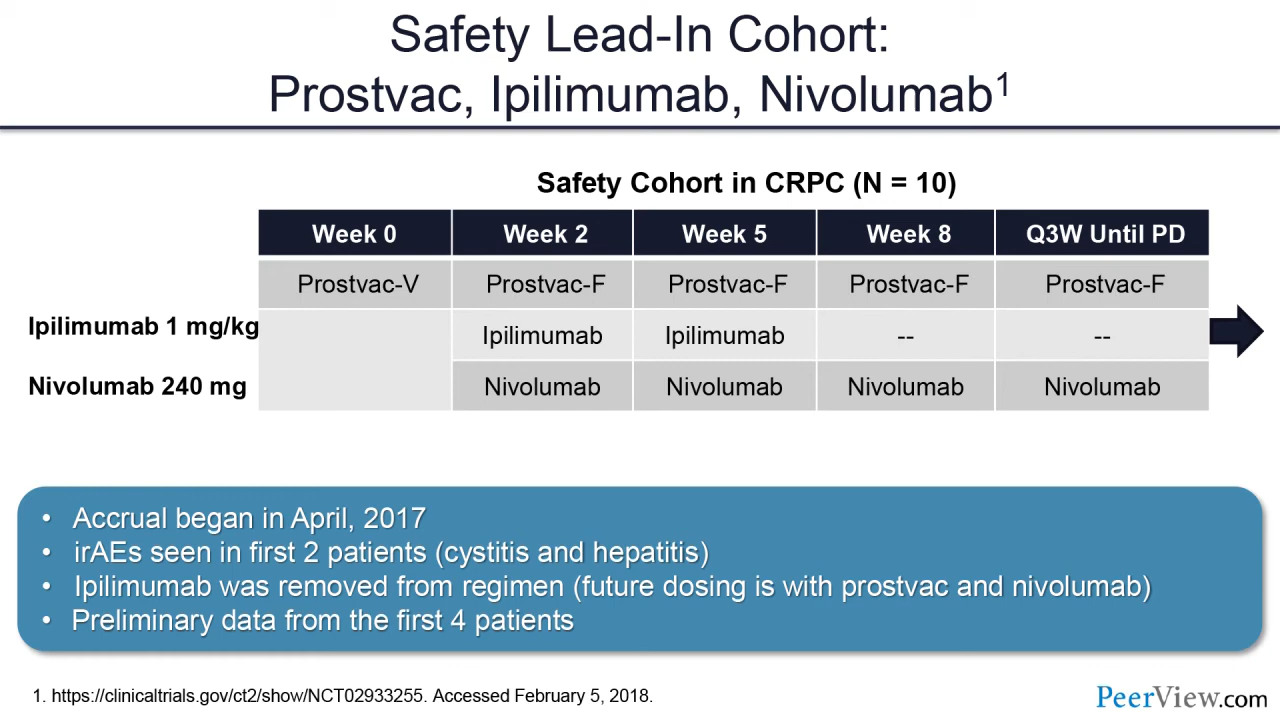 Safety Lead-In Cohort:
Prostvac, Ipilimumab, Nivolumab1
Safety Cohort in CRPC (N = 10)
Week 0 Week 2 Week 5 Week 8 Q3W Until PD
Prostvac-V Prostvac-F Prostvac-F Prostvac-F Prostvac-F
Ipilimumab 1 mg/kg Ipilimumab Ipilimumab -- --
Nivolumab 240 mg Nivolumab Nivolumab Nivolumab Nivolumab
• Accrual began in April, 2017
• irAEs seen in first 2 patients (cystitis and hepatitis)
• Ipilimumab was removed from regimen (future dosing is with prostvac and nivolumab)
• Preliminary data from the first 4 patients
1. https://clinicaltrials.gov/ct2/show/NCT02933255. Accessed February 5, 2018.
PeerView.com